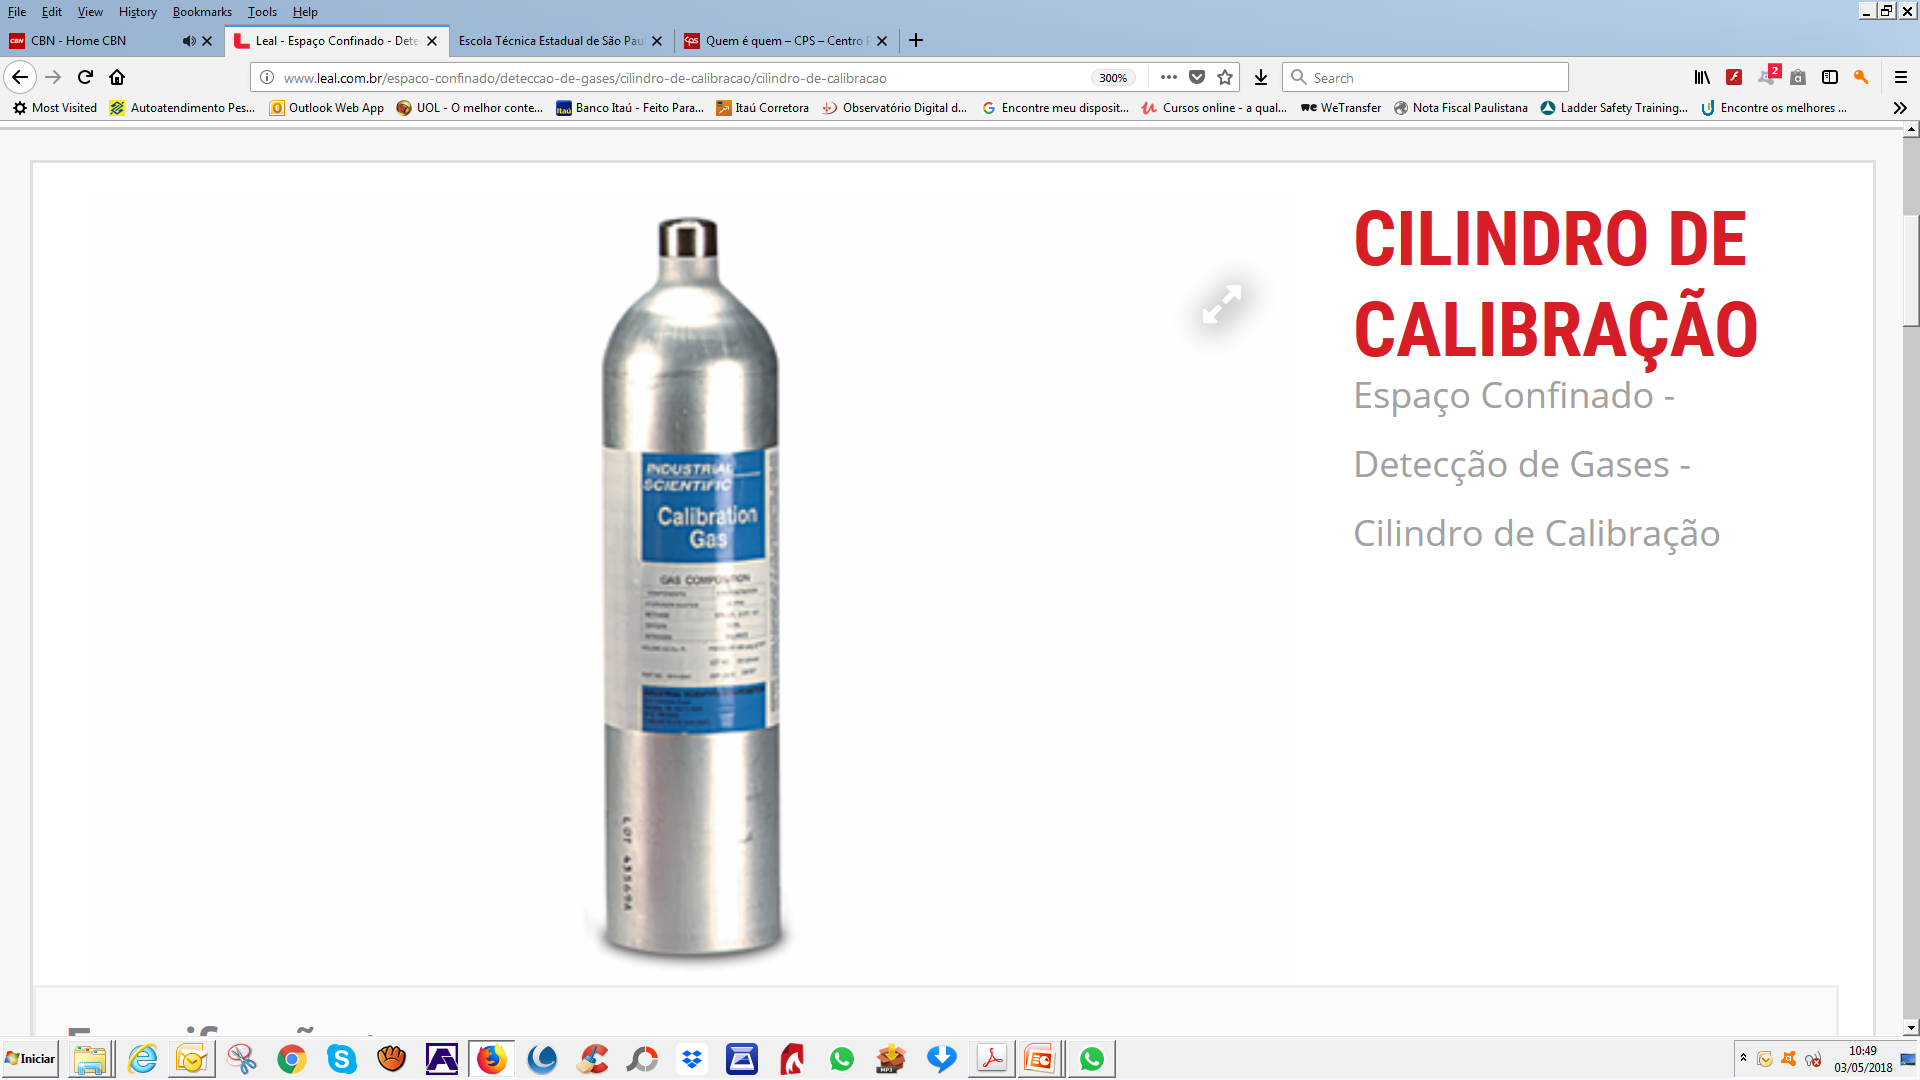 File Edit View History Bookmarks Tools Help
CBN - Home CBN
Leal - Espaço Confinado - Dete
Escola Técnica Estadual de São Pau
Quem é quem – CPS – Centro P
www.leal.com.br/espaco-confinado/deteccao-de-gases/cilindro-de-calibracao/cilindro-de-calibracao
300%
Search
2
Most Visited
Autoatendimento Pes...
Outlook Web App
UOL - O melhor conte...
Banco Itaú - Feito Para...
Itaú Corretora
Observatório Digital d...
Encontre meu disposit...
Cursos online - a qual...
WeTransfer
Nota Fiscal Paulistana
Ladder Safety Training...
Encontre os melhores ...
CILINDRO DE
CALIBRAÇÃO
Espaço Confinado -
Detecção de Gases -
Cilindro de Calibração
INDUSTRIAL
SCIENTIFIC
Calibration
Gas
GAS COMPOSITION
LOT
Iniciar
10:49
03/05/2018